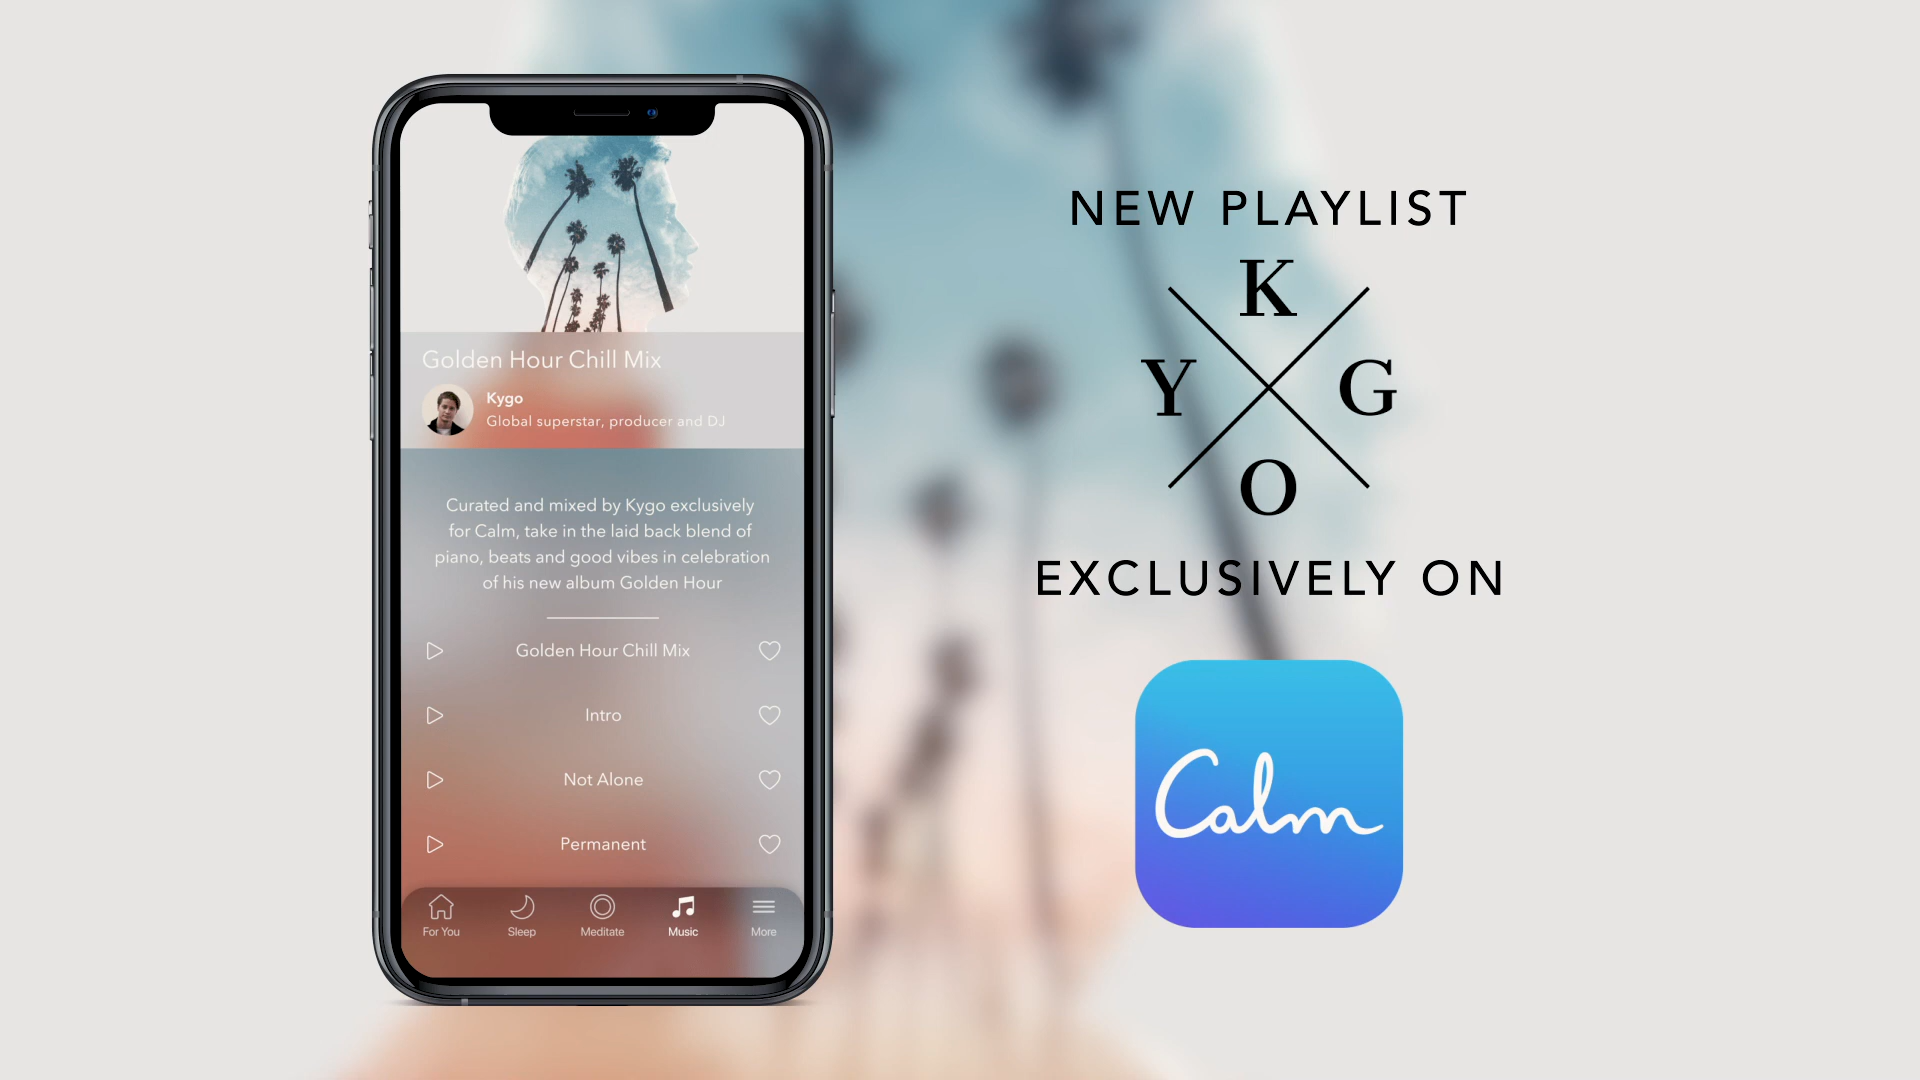 Golden Hour Chill Mix
Kygo
Global superstar, producer and DJ
Curated and mixed by Kygo exclusively
for Calm, take in the laid back blend of
piano, beats and good vibes in celebration
of his new album Golden Hour
Golden Hour Chill Mix
Intro
Not Alone
Permanent
For You
Sleep
Meditate
Music
More
NEW PLAYLIST
K
Y G
O
EXCLUSIVELY ON
Calm